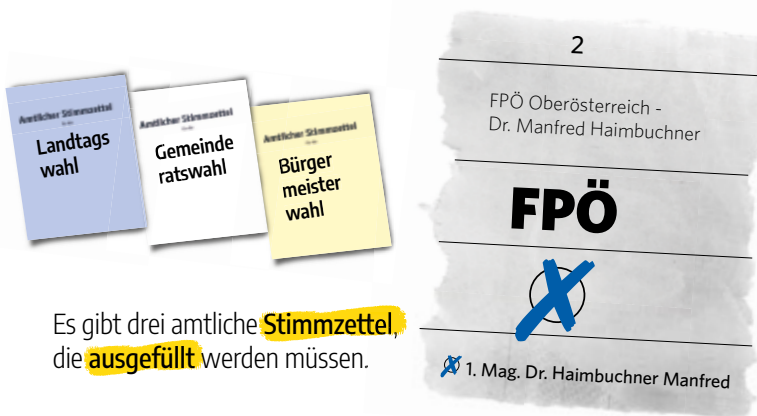 Amtlicher Stimmzettel
Landtags
wahl
Amtlicher Stimmzettel
Gemeinde
ratswahl
Amtlicher Stimmzettel
Bürger
meister
wahl
Es gibt drei amtliche Stimmzettel,
die ausgefüllt werden müssen.
2
FPÖ Oberösterreich -
Dr. Manfred Haimbuchner
FPÖ
1. Mag. Dr. Haimbuchner Manfred